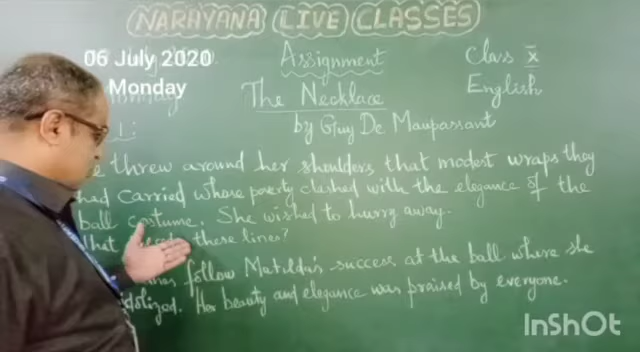 NARAYANA LIVE CLASSES
06 July 2020
Monday
Assignment
Class X
English
The Necklace
by Guy De Maupassant
threw around her shoulders that modest wraps they
had carried whose poverty clashed with the elegance of the
ball costume. She wished to hurry away.
these lines?
follow Matilda's success at the ball where she
idolized. Her beauty and elegance was praised by everyone.
InShOt